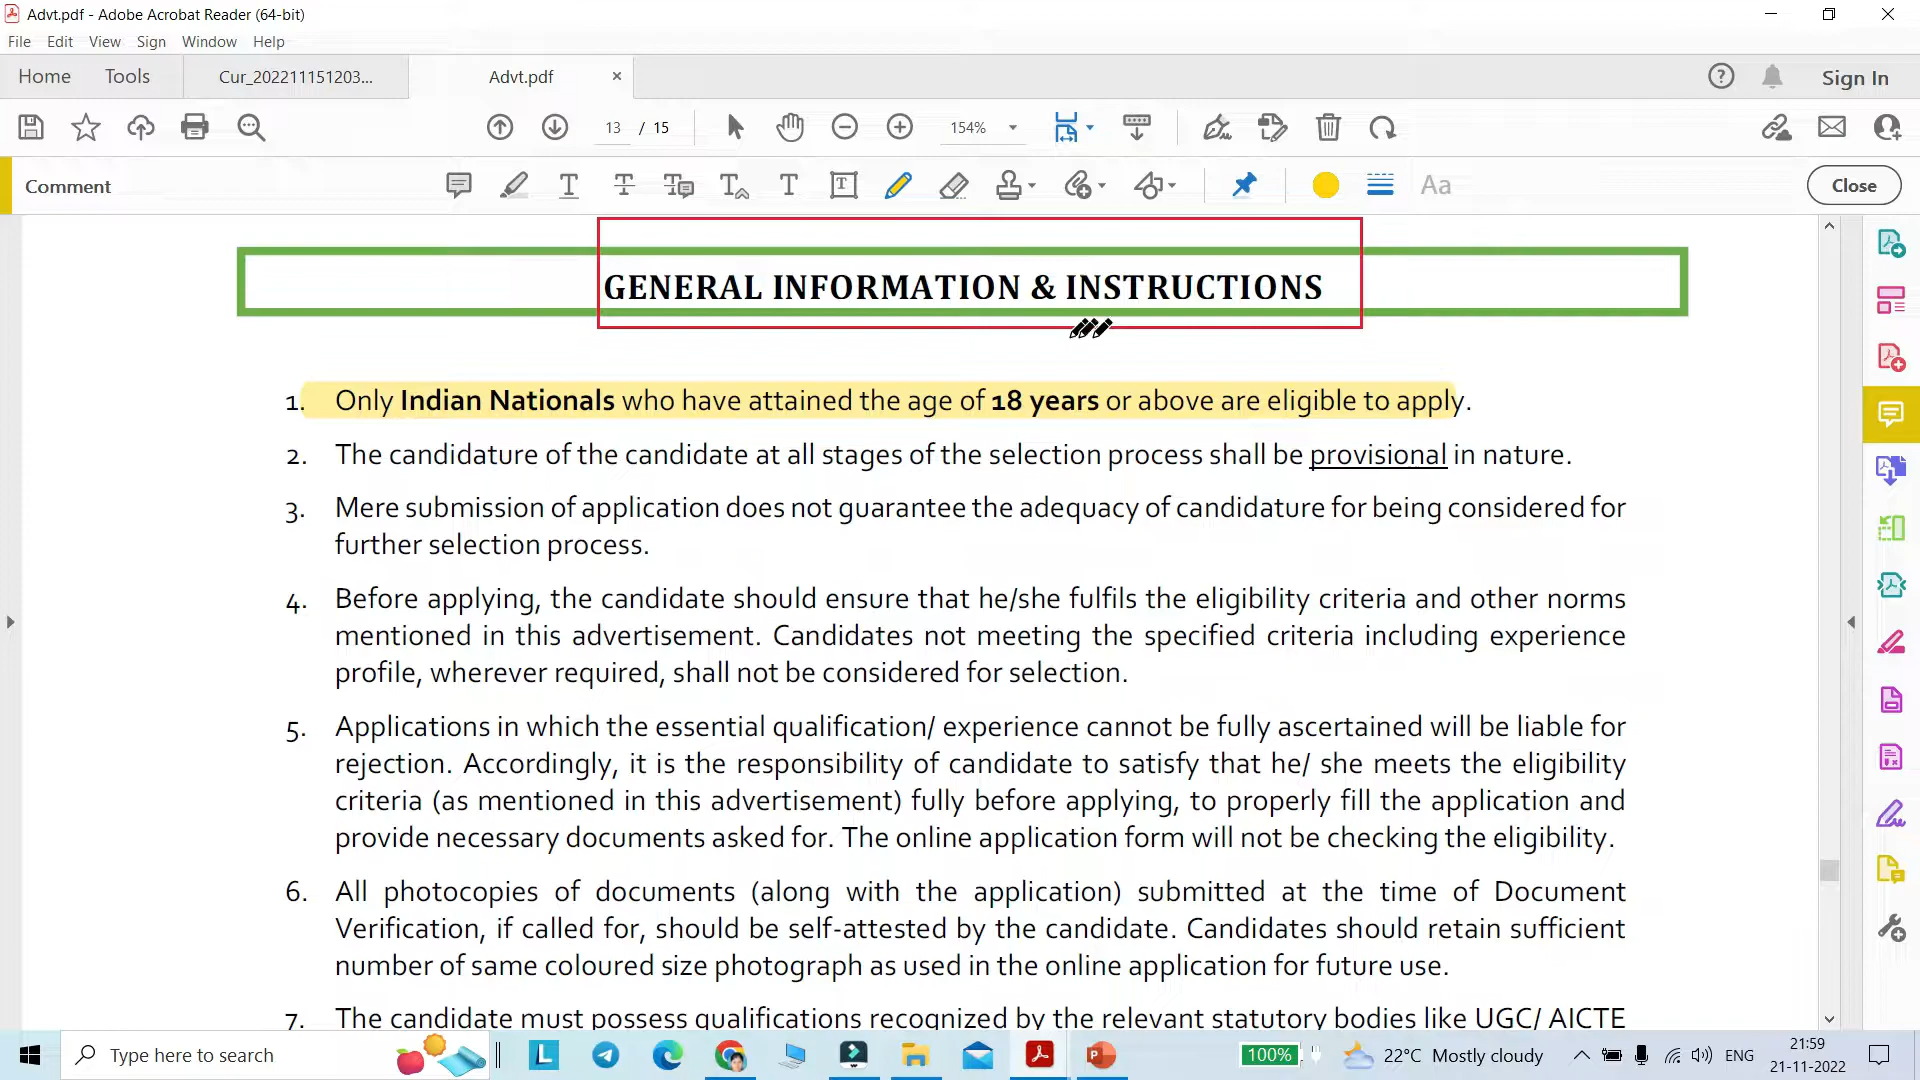 Advt.pdf - Adobe Acrobat Reader (64-bit)
File Edit View Sign Window Help
Home Tools Cur_202211151203... Advt.pdf × Sign In
13 / 15 154%
Comment Close
GENERAL INFORMATION & INSTRUCTIONS
1. Only Indian Nationals who have attained the age of 18 years or above are eligible to apply.
2. The candidature of the candidate at all stages of the selection process shall be provisional in nature.
3. Mere submission of application does not guarantee the adequacy of candidature for being considered for
further selection process.
4. Before applying, the candidate should ensure that he/she fulfils the eligibility criteria and other norms
mentioned in this advertisement. Candidates not meeting the specified criteria including experience
profile, wherever required, shall not be considered for selection.
5. Applications in which the essential qualification/ experience cannot be fully ascertained will be liable for
rejection. Accordingly, it is the responsibility of candidate to satisfy that he/ she meets the eligibility
criteria (as mentioned in this advertisement) fully before applying, to properly fill the application and
provide necessary documents asked for. The online application form will not be checking the eligibility.
6. All photocopies of documents (along with the application) submitted at the time of Document
Verification, if called for, should be self-attested by the candidate. Candidates should retain sufficient
number of same coloured size photograph as used in the online application for future use.
7. The candidate must possess qualifications recognized by the relevant statutory bodies like UGC/ AICTE
Type here to search 100% 22°C Mostly cloudy ENG 21:59
21-11-2022